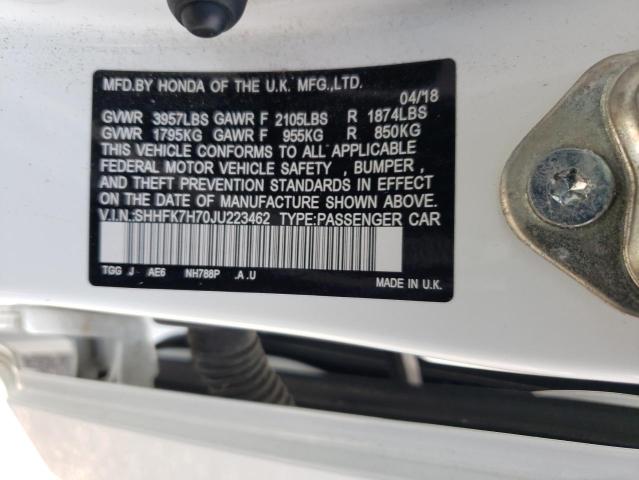 MFD.BY HONDA OF THE U.K. MFG.,LTD.
04/18
GVWR 3957LBS GAWR F 2105LBS R 1874LBS
GVWR 1795KG GAWR F 955KG R 850KG
THIS VEHICLE CONFORMS TO ALL APPLICABLE
FEDERAL MOTOR VEHICLE SAFETY , BUMPER ,
AND THEFT PREVENTION STANDARDS IN EFFECT
ON THE DATE OF MANUFACTURE SHOWN ABOVE.
V.I.N.:SHHFK7H70JU223462 TYPE:PASSENGER CAR
TGG J AE6 NH788P .A .U
MADE IN U.K.